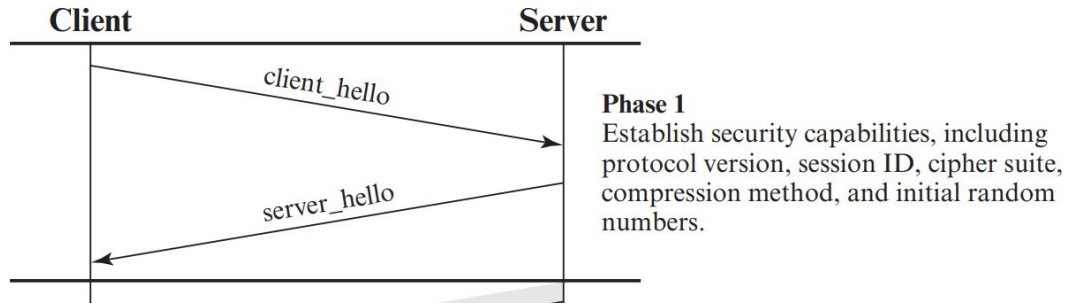 Client Server
client_hello
server_hello
Phase 1
Establish security capabilities, including
protocol version, session ID, cipher suite,
compression method, and initial random
numbers.